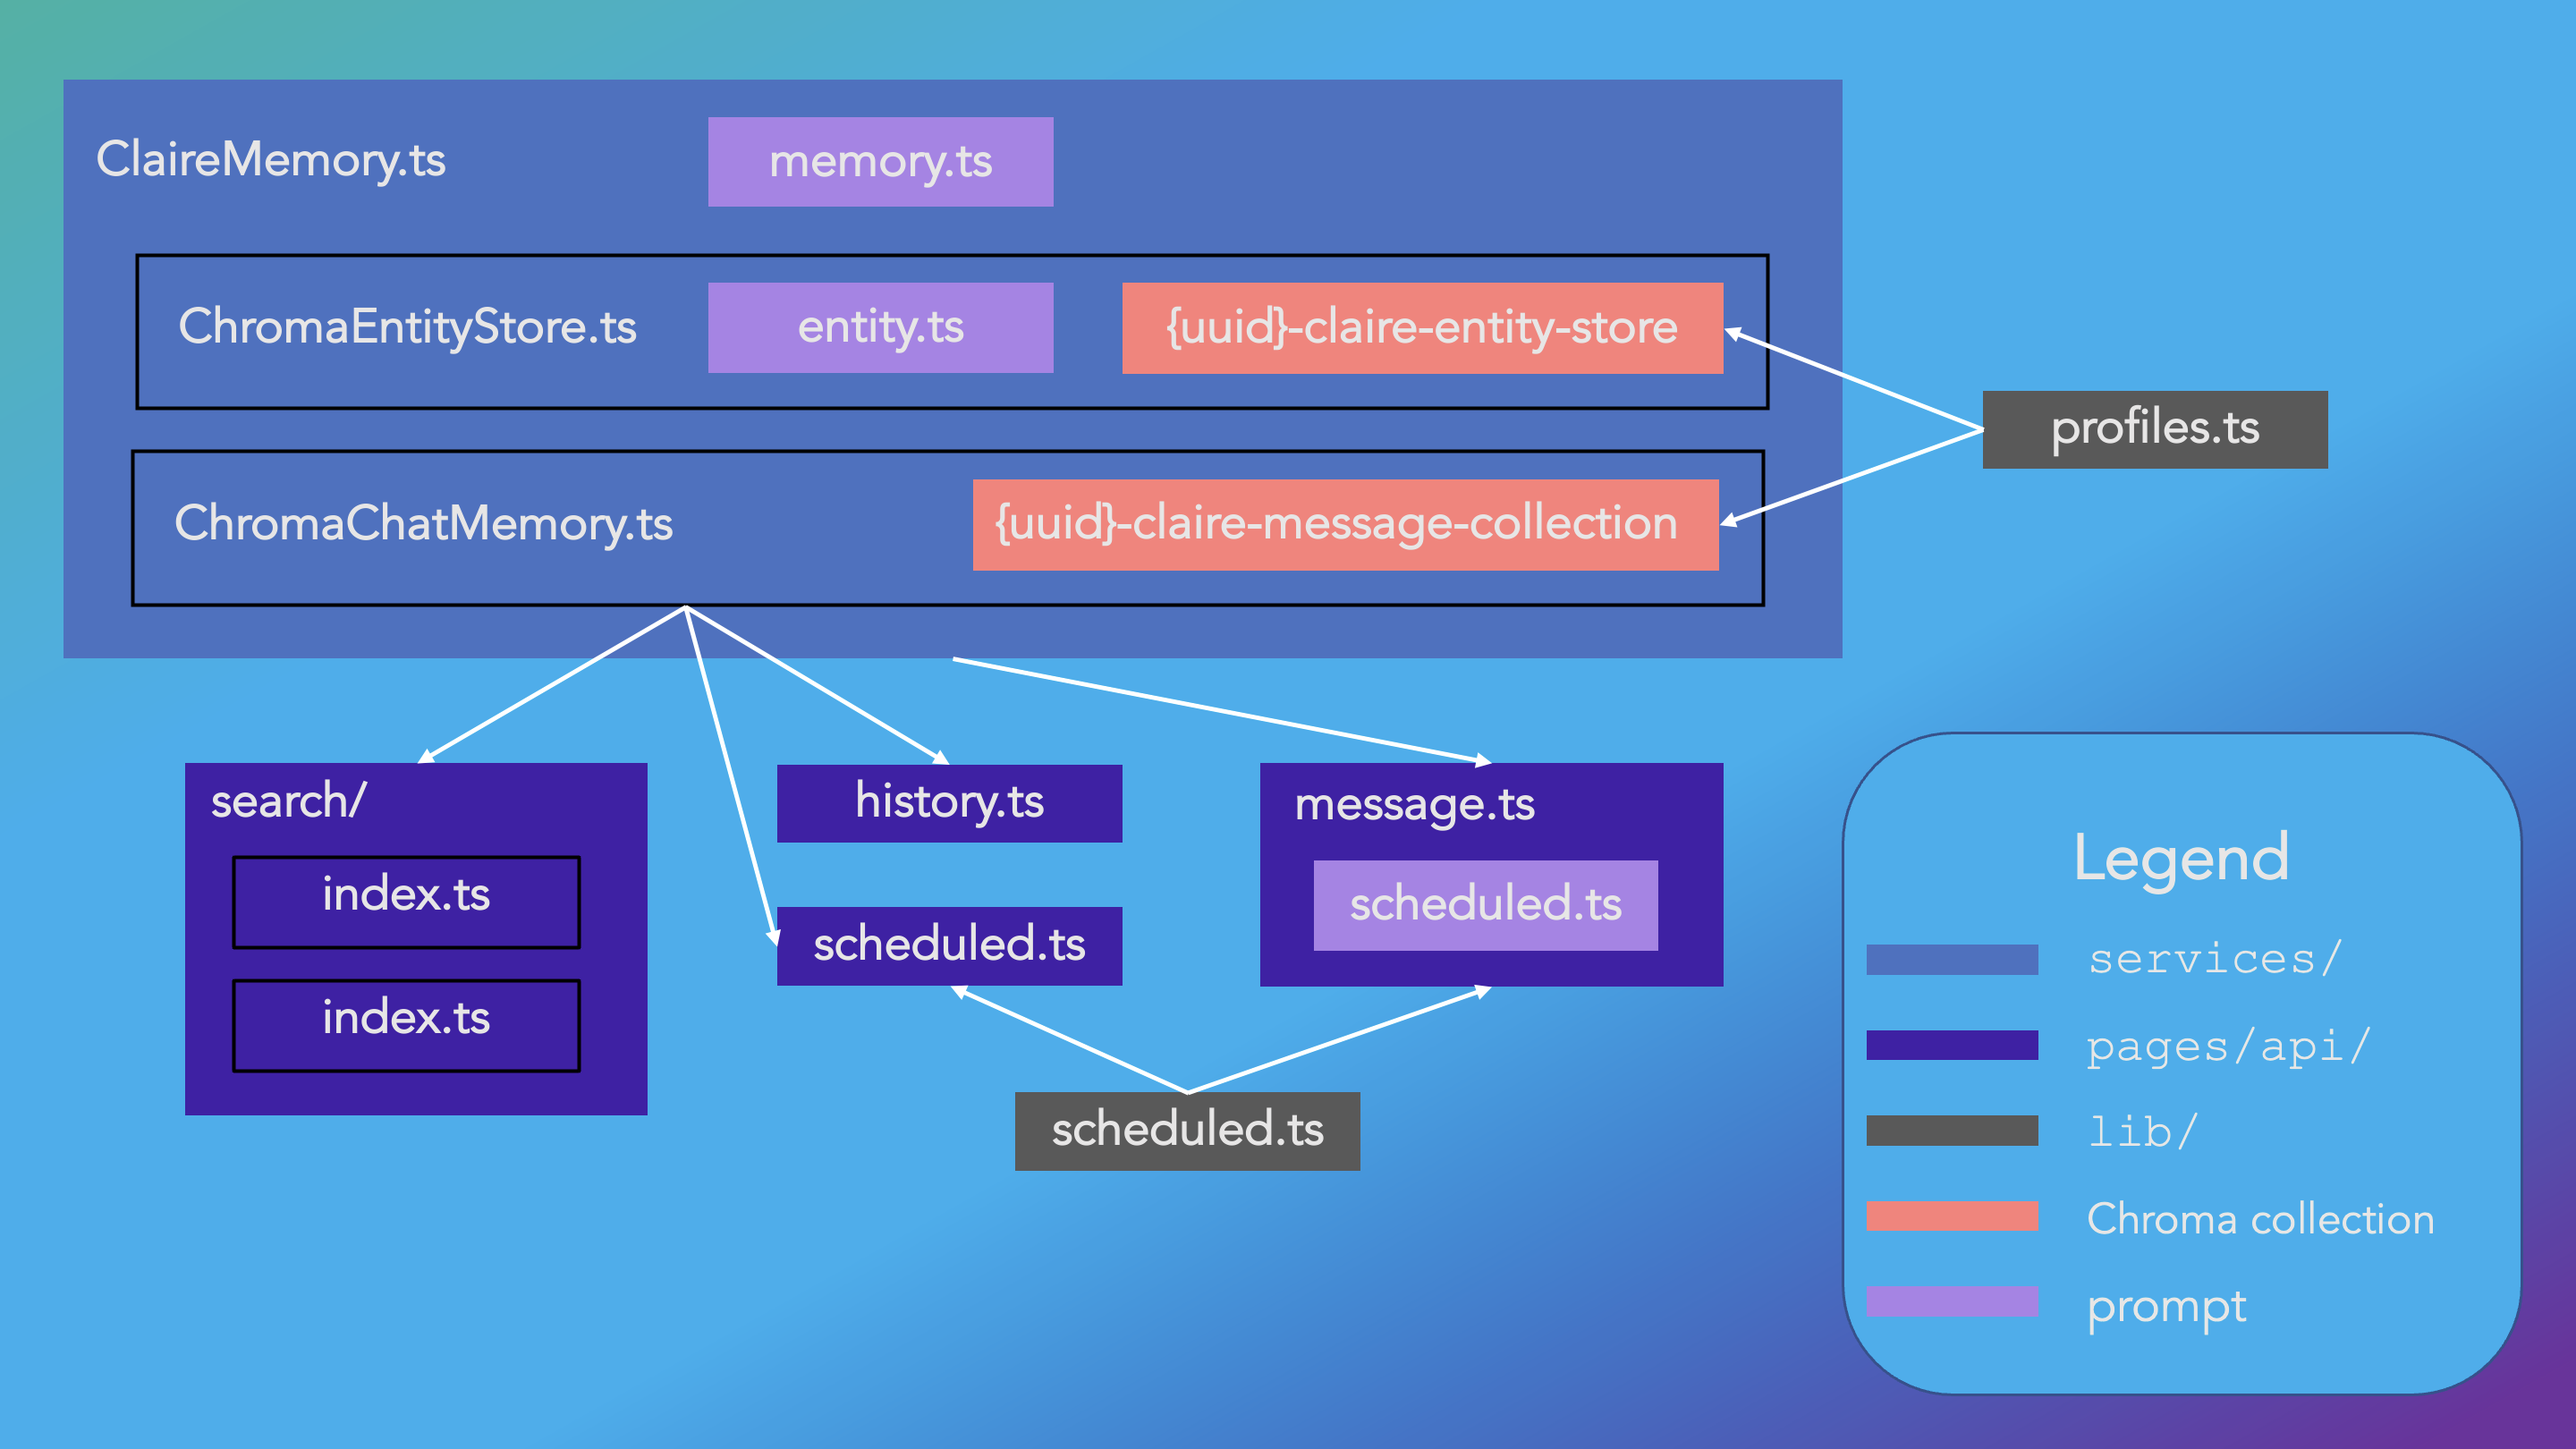 ClaireMemory.ts
memory.ts
ChromaEntityStore.ts
entity.ts
{uuid}-claire-entity-store
profiles.ts
ChromaChatMemory.ts
{uuid}-claire-message-collection
search/
index.ts
index.ts
history.ts
scheduled.ts
message.ts
scheduled.ts
scheduled.ts
Legend
services/
pages/api/
lib/
Chroma collection
prompt